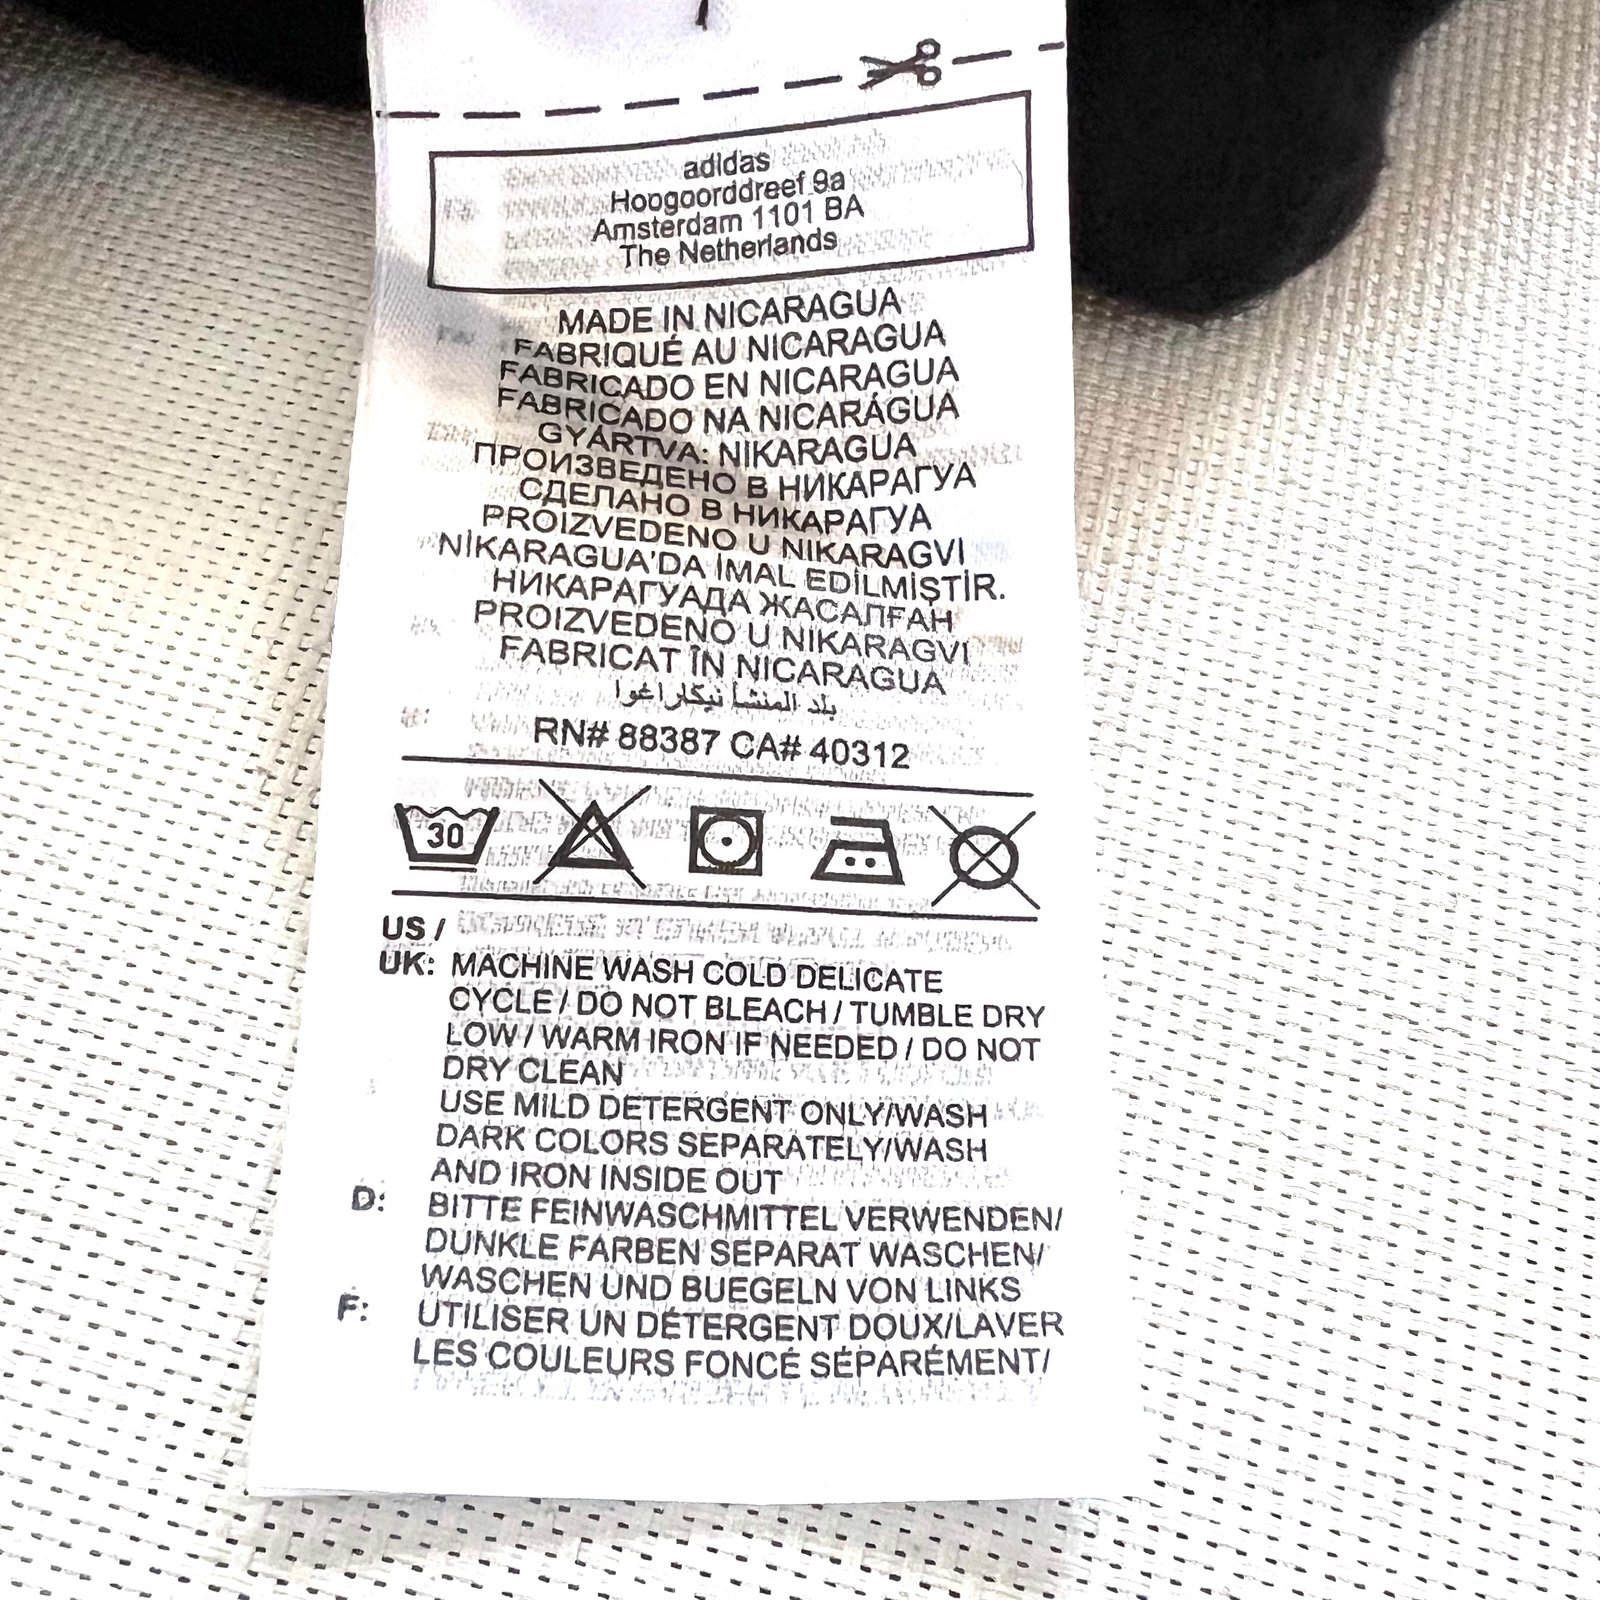 adidas
Hoogoorddreef 9a
Amsterdam 1101 BA
The Netherlands
MADE IN NICARAGUA
FABRIQUÉ AU NICARAGUA
FABRICADO EN NICARAGUA
FABRICADO NA NICARÁGUA
GYÁRTVA: NIKARAGUA
ПРОИЗВЕДЕНО В НИКАРАГУА
СДЕЛАНО В НИКАРАГУА
PROIZVEDENO U NIKARAGVI
NİKARAGUA'DA İMAL EDİLMİŞTİR.
НИКАРАГУАДА ЖАСАЛҒАН
PROIZVEDENO U NIKARAGVI
FABRICAT ÎN NICARAGUA
بلد المنشأ نيكاراغوا
RN# 88387 CA# 40312
30
US /
UK: MACHINE WASH COLD DELICATE
CYCLE / DO NOT BLEACH / TUMBLE DRY
LOW / WARM IRON IF NEEDED / DO NOT
DRY CLEAN
USE MILD DETERGENT ONLY/WASH
DARK COLORS SEPARATELY/WASH
AND IRON INSIDE OUT
D: BITTE FEINWASCHMITTEL VERWENDEN/
DUNKLE FARBEN SEPARAT WASCHEN/
WASCHEN UND BUEGELN VON LINKS
F: UTILISER UN DÉTERGENT DOUX/LAVER
LES COULEURS FONCÉ SÉPARÉMENT/